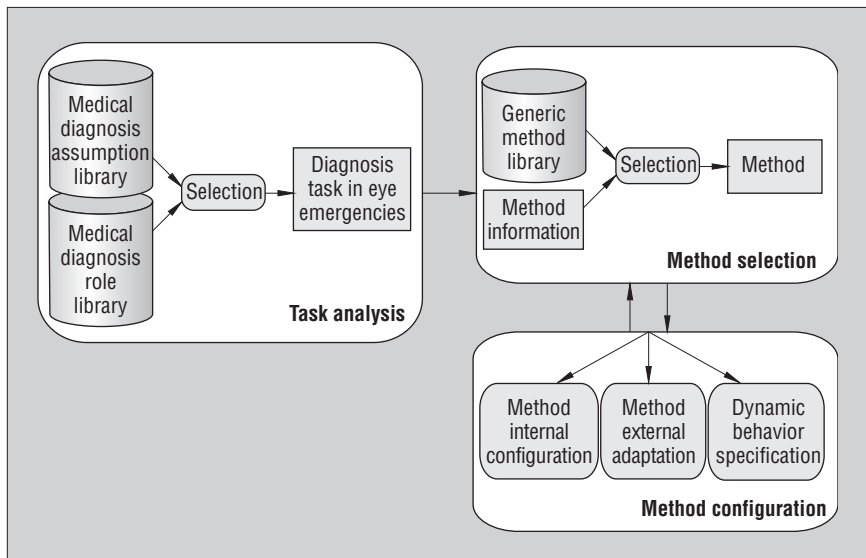 Medical
diagnosis
assumption
library
Medical
diagnosis
role
library
Selection
Diagnosis
task in eye
emergencies
Task analysis
Generic
method
library
Method
information
Selection
Method
Method selection
Method
internal
configuration
Method
external
adaptation
Dynamic
behavior
specification
Method configuration